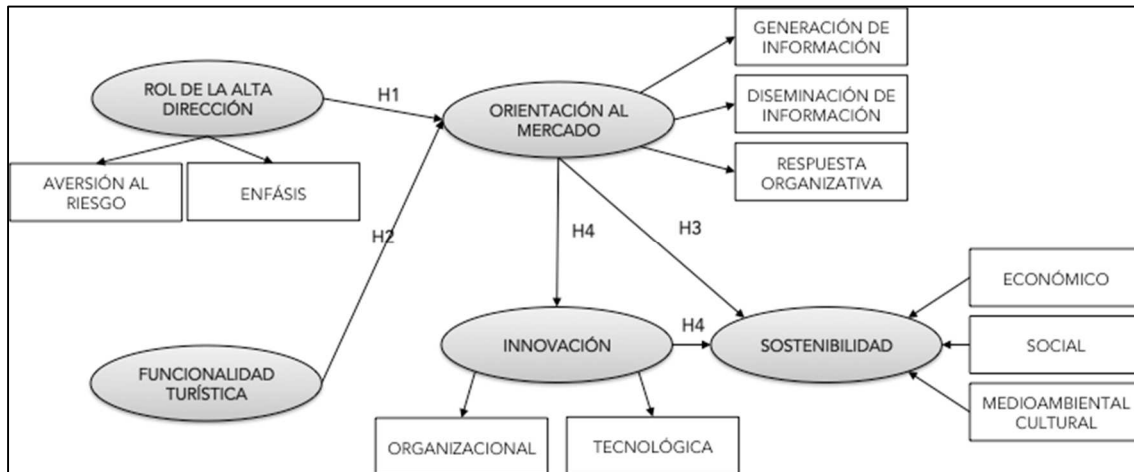 GENERACIÓN DE
INFORMACIÓN
ROL DE LA ALTA
DIRECCIÓN
H1
ORIENTACIÓN AL
MERCADO
DISEMINACIÓN DE
INFORMACIÓN
AVERSIÓN AL
RIESGO
ENFÁSIS
RESPUESTA
ORGANIZATIVA
H2
H4
H3
ECONÓMICO
FUNCIONALIDAD
TURÍSTICA
INNOVACIÓN
H4
SOSTENIBILIDAD
SOCIAL
ORGANIZACIONAL
TECNOLÓGICA
MEDIOAMBIENTAL
CULTURAL